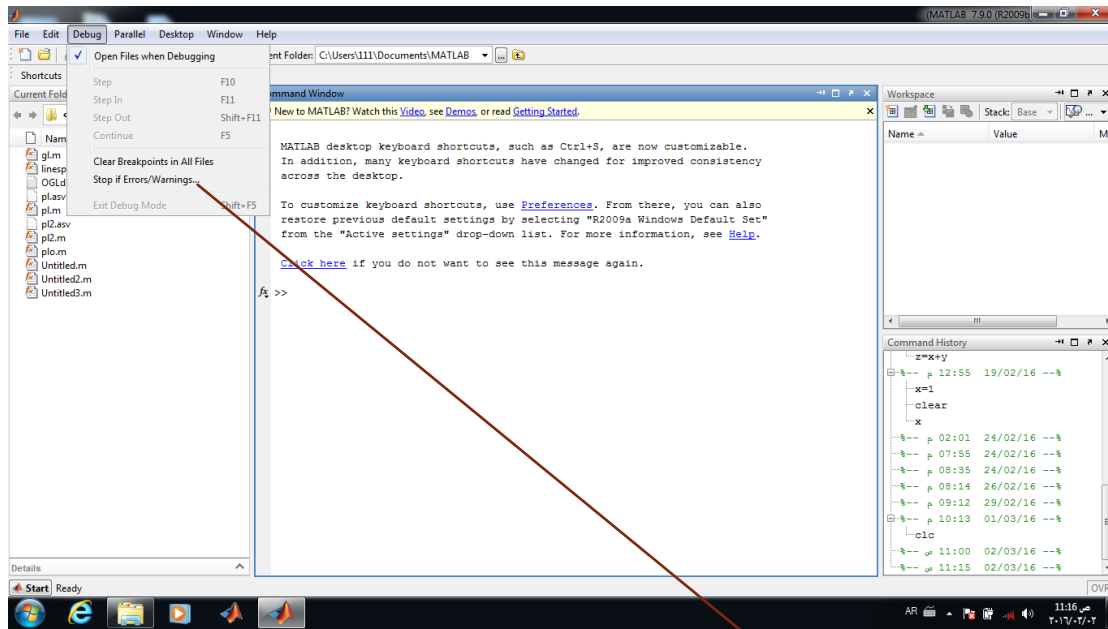 (MATLAB 7.9.0 (R2009b
File Edit Debug Parallel Desktop Window Help
Open Files when Debugging
Step F10
Step In F11
Step Out Shift+F11
Continue F5
Clear Breakpoints in All Files
Stop if Errors/Warnings...
Exit Debug Mode Shift+F5
ent Folder: C:\Users\111\Documents\MATLAB
Shortcuts
Current Fold
Nam
gl.m
linesp
OGLd
pl.asv
pl.m
pl2.asv
pl2.m
plo.m
Untitled.m
Untitled2.m
Untitled3.m
Details
ommand Window
New to MATLAB? Watch this Video, see Demos, or read Getting Started.
MATLAB desktop keyboard shortcuts, such as Ctrl+S, are now customizable.
In addition, many keyboard shortcuts have changed for improved consistency
across the desktop.
To customize keyboard shortcuts, use Preferences. From there, you can also
restore previous default settings by selecting "R2009a Windows Default Set"
from the "Active settings" drop-down list. For more information, see Help.
Click here if you do not want to see this message again.
fx >>
Workspace
Stack: Base
Name Value M
Command History
z=x+y
%-- م 12:55 19/02/16 --%
x=1
clear
x
%-- م 02:01 24/02/16 --%
%-- م 07:55 24/02/16 --%
%-- م 08:35 24/02/16 --%
%-- م 08:14 26/02/16 --%
%-- م 09:12 29/02/16 --%
%-- م 10:13 01/03/16 --%
clc
%-- ص 11:00 02/03/16 --%
%-- ص 11:15 02/03/16 --%
Start Ready
OVR
AR
11:16 ص